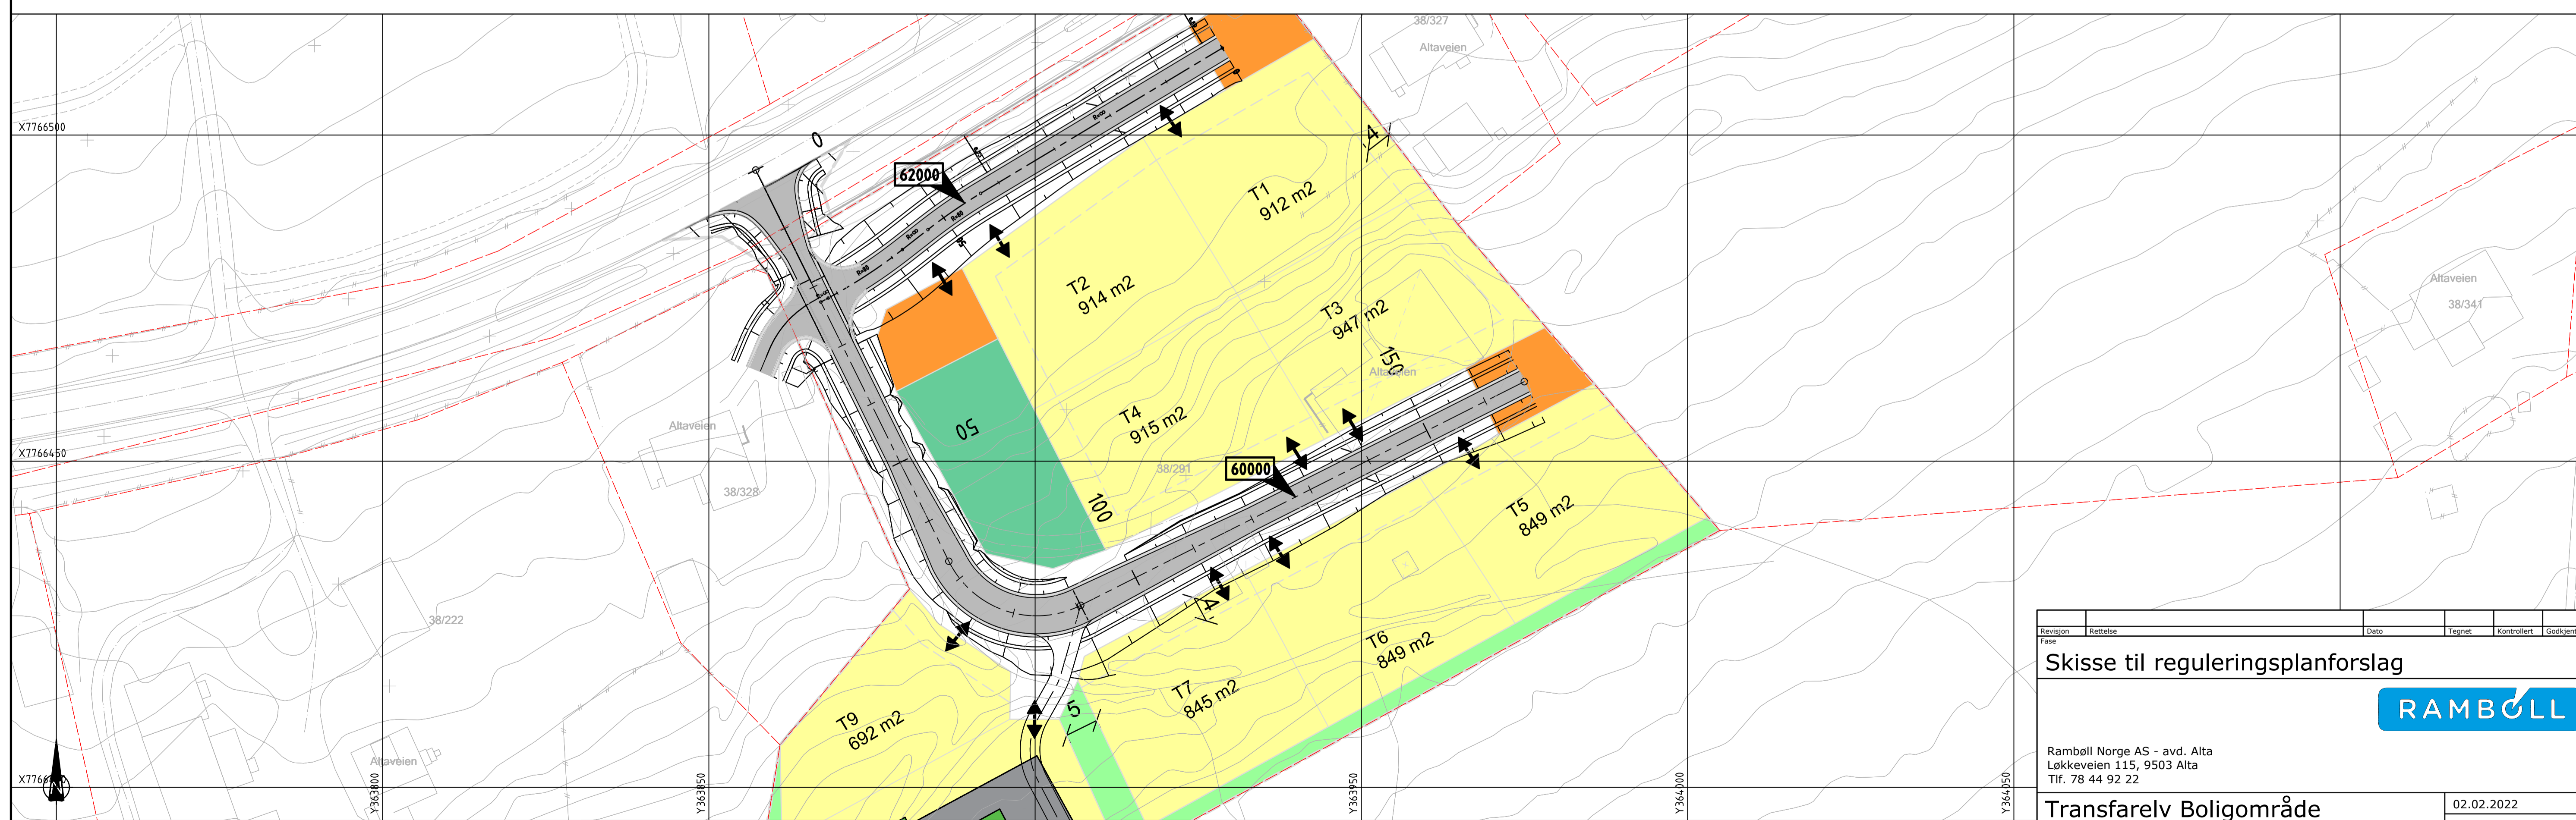 38/327
Altaveien
X7766500
0
4
62000
R=∞
R=80
R=∞
R=80
T1
912 m2
T2
914 m2
T3
947 m2
150
Altaveien
Altaveien
38/341
T4
915 m2
50
Altaveien
38/328
X7766450
38/291
60000
100
T5
849 m2
4
38/222
T6
849 m2
T7
845 m2
5
T9
692 m2
Altaveien
N
Y363800
Y363850
Y363950
Y364000
Y364050
Revisjon Rettelse Dato Tegnet Kontrollert Godkjent
Fase
Skisse til reguleringsplanforslag
RAMBOLL
Rambøll Norge AS - avd. Alta
Løkkeveien 115, 9503 Alta
Tlf. 78 44 92 22
Transfarelv Boligområde
02.02.2022